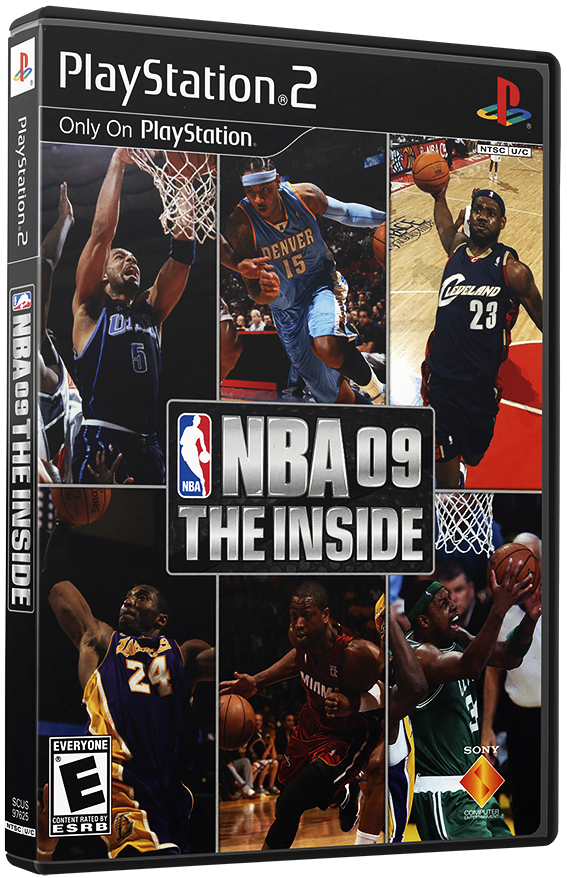 PlayStation®2
Only On PlayStation®
NTSC U/C
PlayStation®2
NBA 09 THE INSIDE
SCUS
97625
NTSC U/C
DENVER
15
CLEVELAND
23
5
NBA
NBA 09
THE INSIDE
24
MIAMI
EVERYONE
E
CONTENT RATED BY
ESRB
SONY
COMPUTER
ENTERTAINMENT®